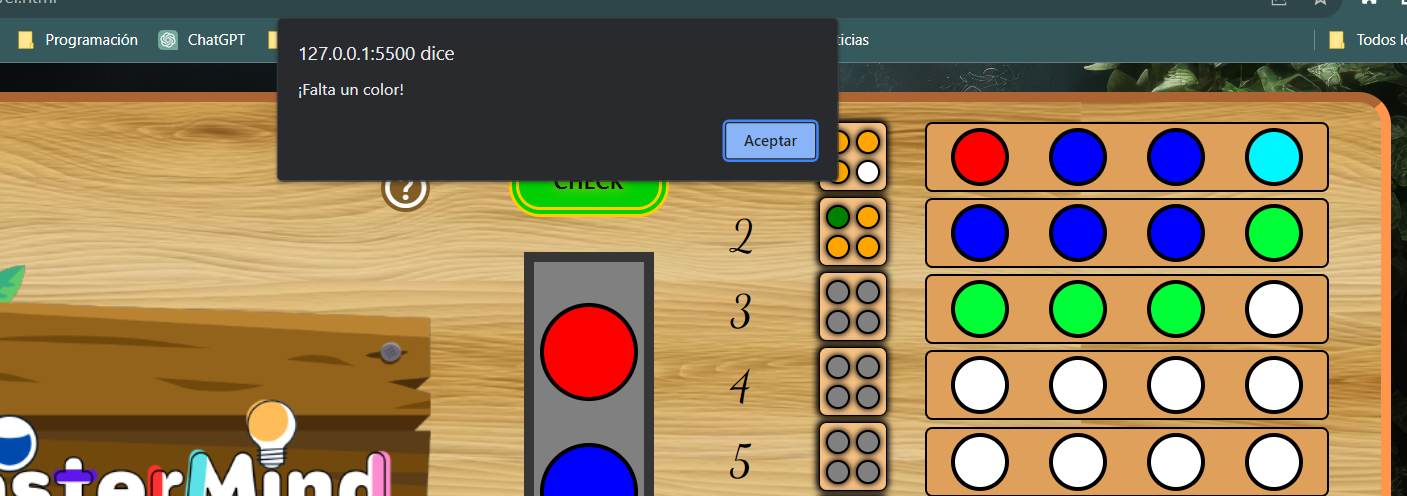 Programación
ChatGPT
ticias
Todos lo
127.0.0.1:5500 dice
¡Falta un color!
Aceptar
?
CHECK
2
3
4
5
sterMind